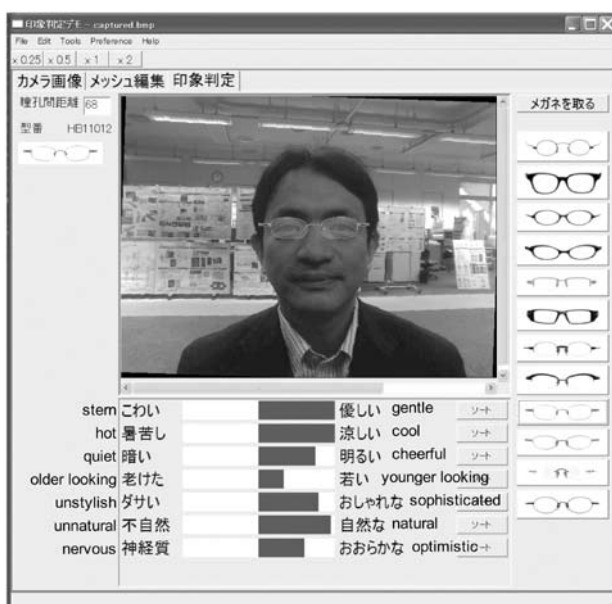 印象判定デモ - captured.bmp
File Edit Tools Preference Help
x 0.25 x 0.5 x 1 x 2
カメラ画像 メッシュ編集 印象判定
瞳孔間距離 68
型番 HB11012
メガネを取る
stern こわい 優しい gentle ソート
hot 暑苦し 涼しい cool ソート
quiet 暗い 明るい cheerful ソート
older looking 老けた 若い younger looking
unstylish ダサい おしゃれな sophisticated
unnatural 不自然 自然な natural ソート
nervous 神経質 おおらかな optimistic ート